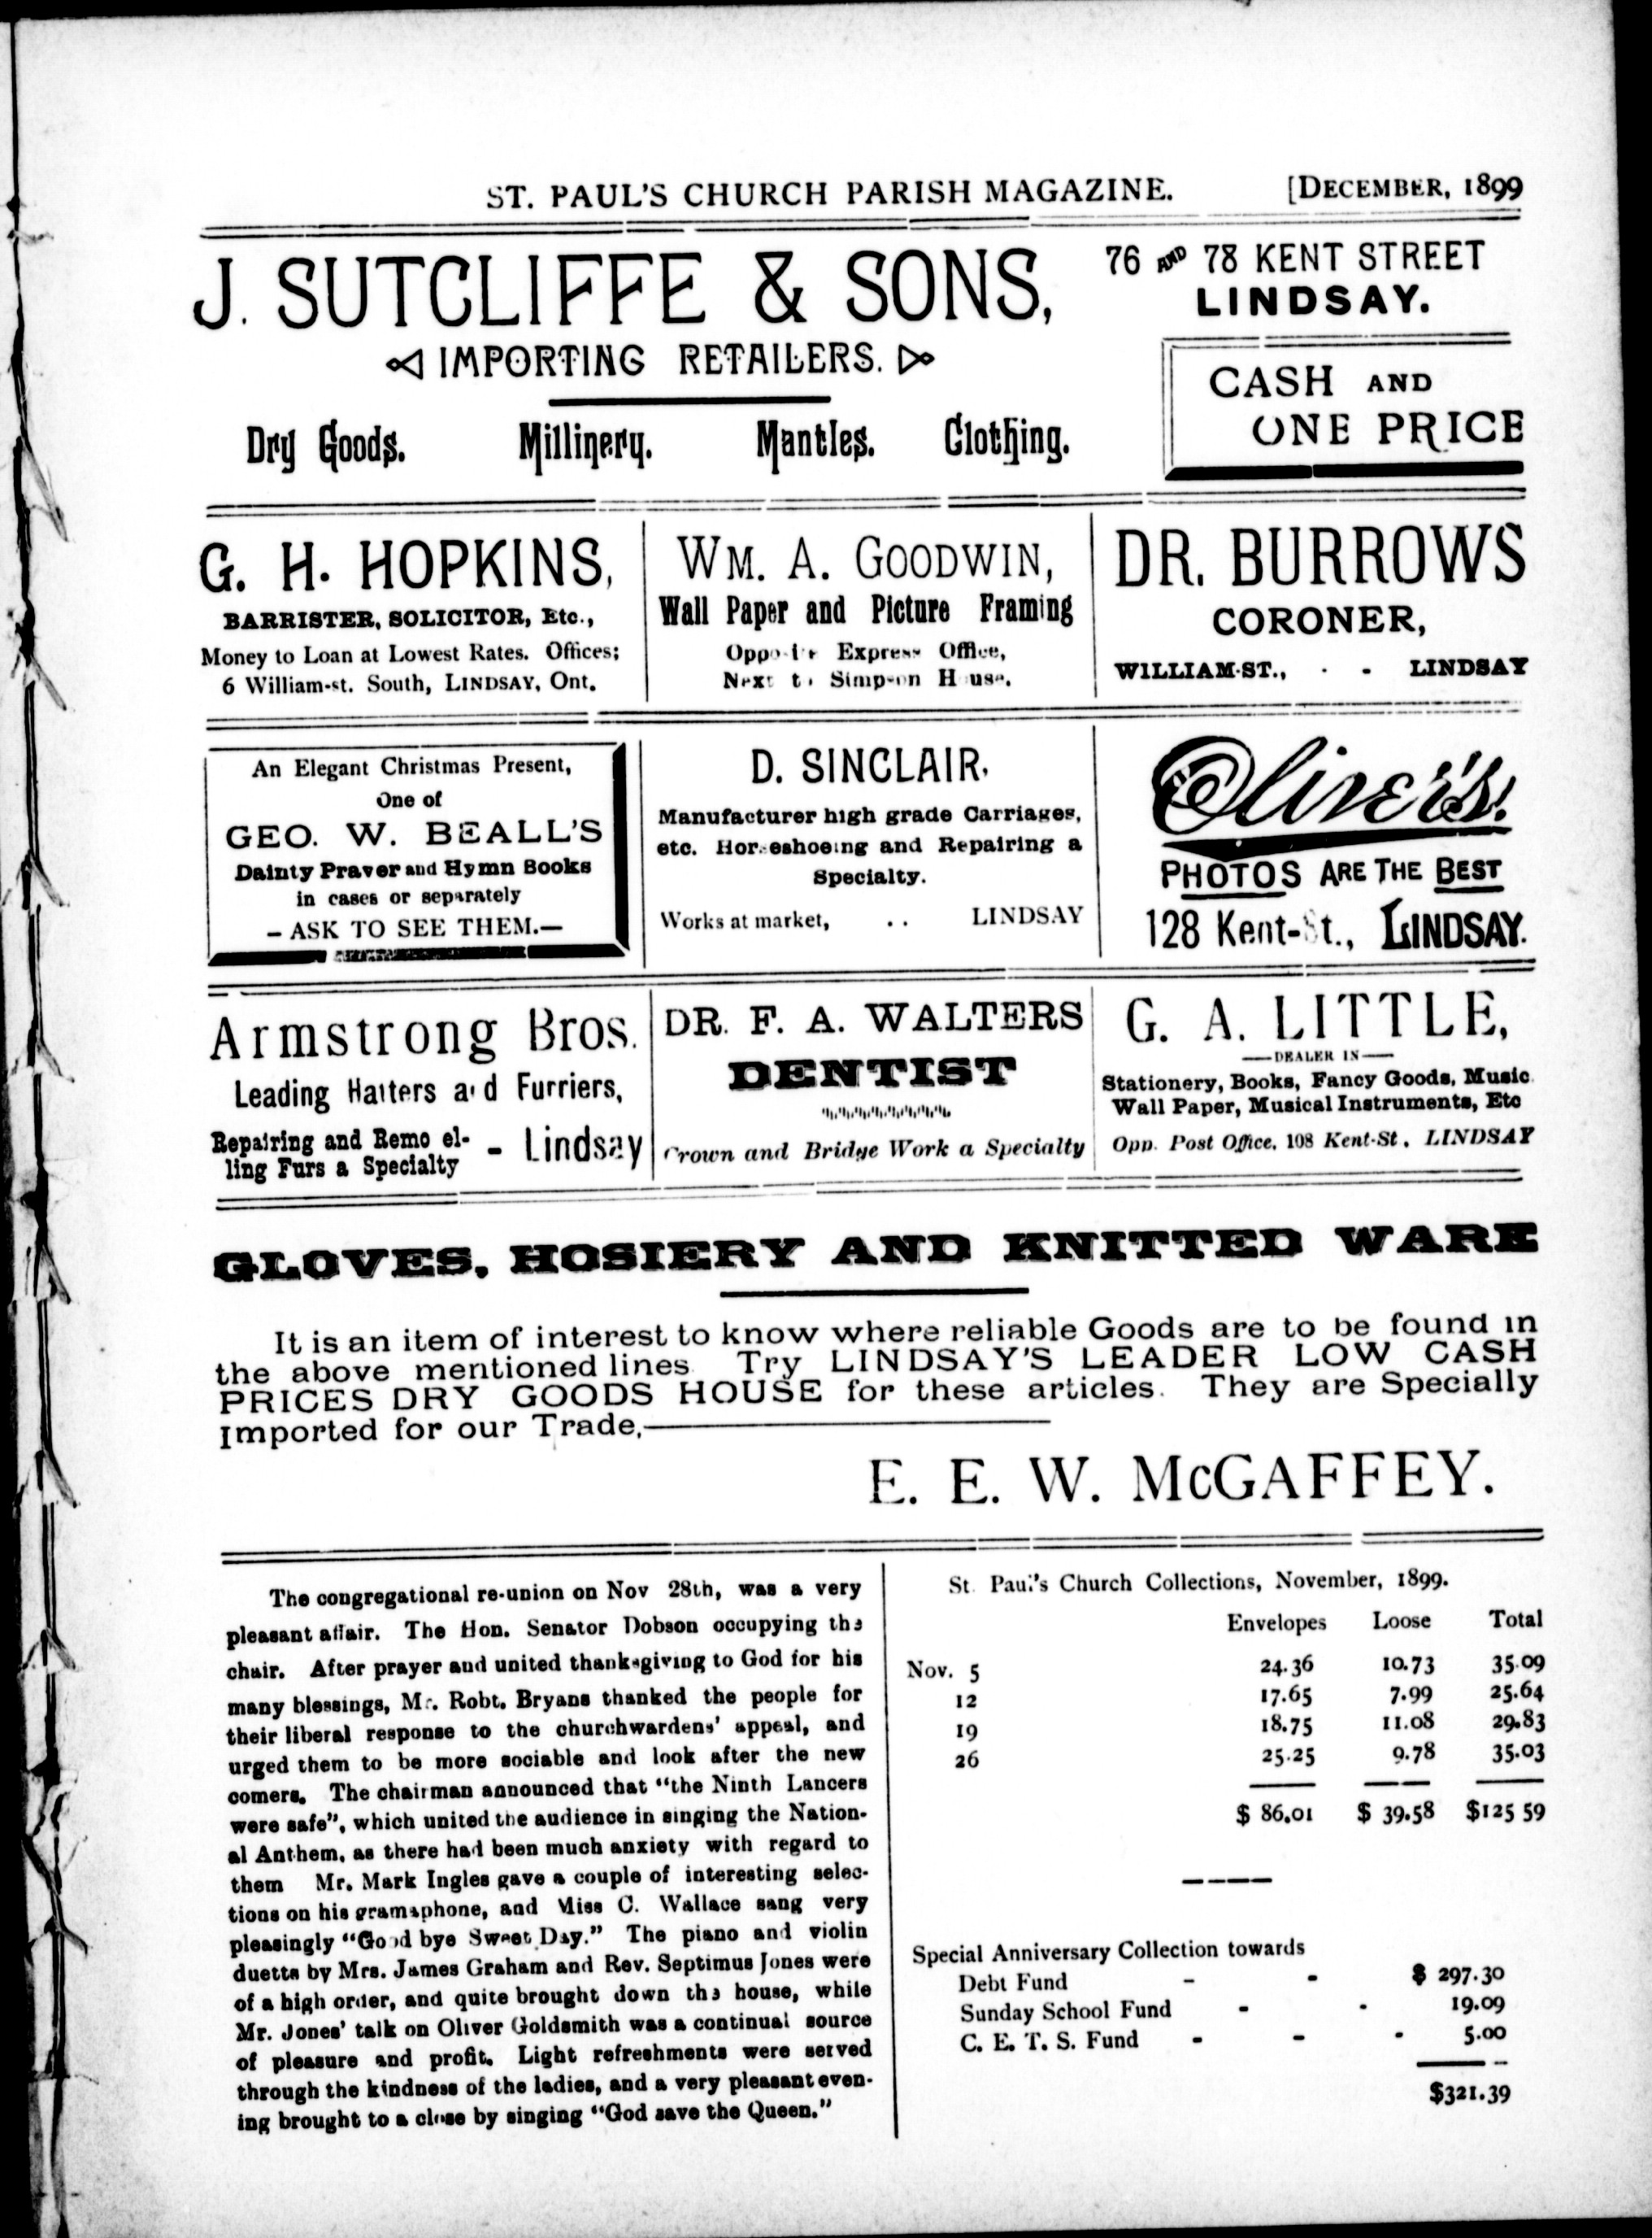 ST. PAUL'S CHURCH PARISH MAGAZINE. [DECEMBER, 1899
J. SUTCLIFFE & SONS,
IMPORTING RETAILERS.
Dry Goods. Millinery. Mantles. Clothing.
76 AND 78 KENT STREET
LINDSAY.
CASH AND
ONE PRICE
G. H. HOPKINS,
BARRISTER, SOLICITOR, Etc.,
Money to Loan at Lowest Rates. Offices;
6 William-st. South, LINDSAY, Ont.
WM. A. GOODWIN,
Wall Paper and Picture Framing
Opposite Express Office,
Next to Simpson House.
DR. BURROWS
CORONER,
WILLIAM-ST., - - LINDSAY
An Elegant Christmas Present,
One of
GEO. W. BEALL'S
Dainty Prayer and Hymn Books
in cases or separately
– ASK TO SEE THEM.—
D. SINCLAIR.
Manufacturer high grade Carriages,
etc. Horseshoeing and Repairing a
Specialty.
Works at market, . . LINDSAY
Oliver's!
PHOTOS ARE THE BEST
128 Kent-St., LINDSAY.
Armstrong Bros.
Leading Hatters and Furriers,
Repairing and Remo el-
ling Furs a Specialty – Lindsay
DR. F. A. WALTERS
DENTIST
Crown and Bridge Work a Specialty
G. A. LITTLE,
—DEALER IN—
Stationery, Books, Fancy Goods, Music
Wall Paper, Musical Instruments, Etc
Opp. Post Office. 108 Kent-St, LINDSAY
GLOVES, HOSIERY AND KNITTED WARE
It is an item of interest to know where reliable Goods are to be found in
the above mentioned lines Try LINDSAY'S LEADER LOW CASH
PRICES DRY GOODS HOUSE for these articles. They are Specially
Imported for our Trade,
E. E. W. McGAFFEY.
The congregational re-union on Nov 28th, was a very
pleasant affair. The Hon. Senator Dobson occupying the
chair. After prayer and united thanksgiving to God for his
many blessings, Mr. Robt. Bryans thanked the people for
their liberal response to the churchwardens' appeal, and
urged them to be more sociable and look after the new
comers. The chairman announced that "the Ninth Lancers
were safe", which united the audience in singing the Nation-
al Anthem, as there had been much anxiety with regard to
them Mr. Mark Ingles gave a couple of interesting selec-
tions on his gramaphone, and Miss C. Wallace sang very
pleasingly "Good bye Sweet Day." The piano and violin
duetts by Mrs. James Graham and Rev. Septimus Jones were
of a high order, and quite brought down the house, while
Mr. Jones' talk on Oliver Goldsmith was a continual source
of pleasure and profit. Light refreshments were served
through the kindness of the ladies, and a very pleasant even-
ing brought to a close by singing "God save the Queen."
St. Paul's Church Collections, November, 1899.
Envelopes Loose Total
Nov. 5 24.36 10.73 35.09
12 17.65 7.99 25.64
19 18.75 11.08 29.83
26 25.25 9.78 35.03
$ 86.01 $ 39.58 $125 59
Special Anniversary Collection towards
Debt Fund - - $ 297.30
Sunday School Fund - - 19.09
C. E. T. S. Fund - - - 5.00
$321.39